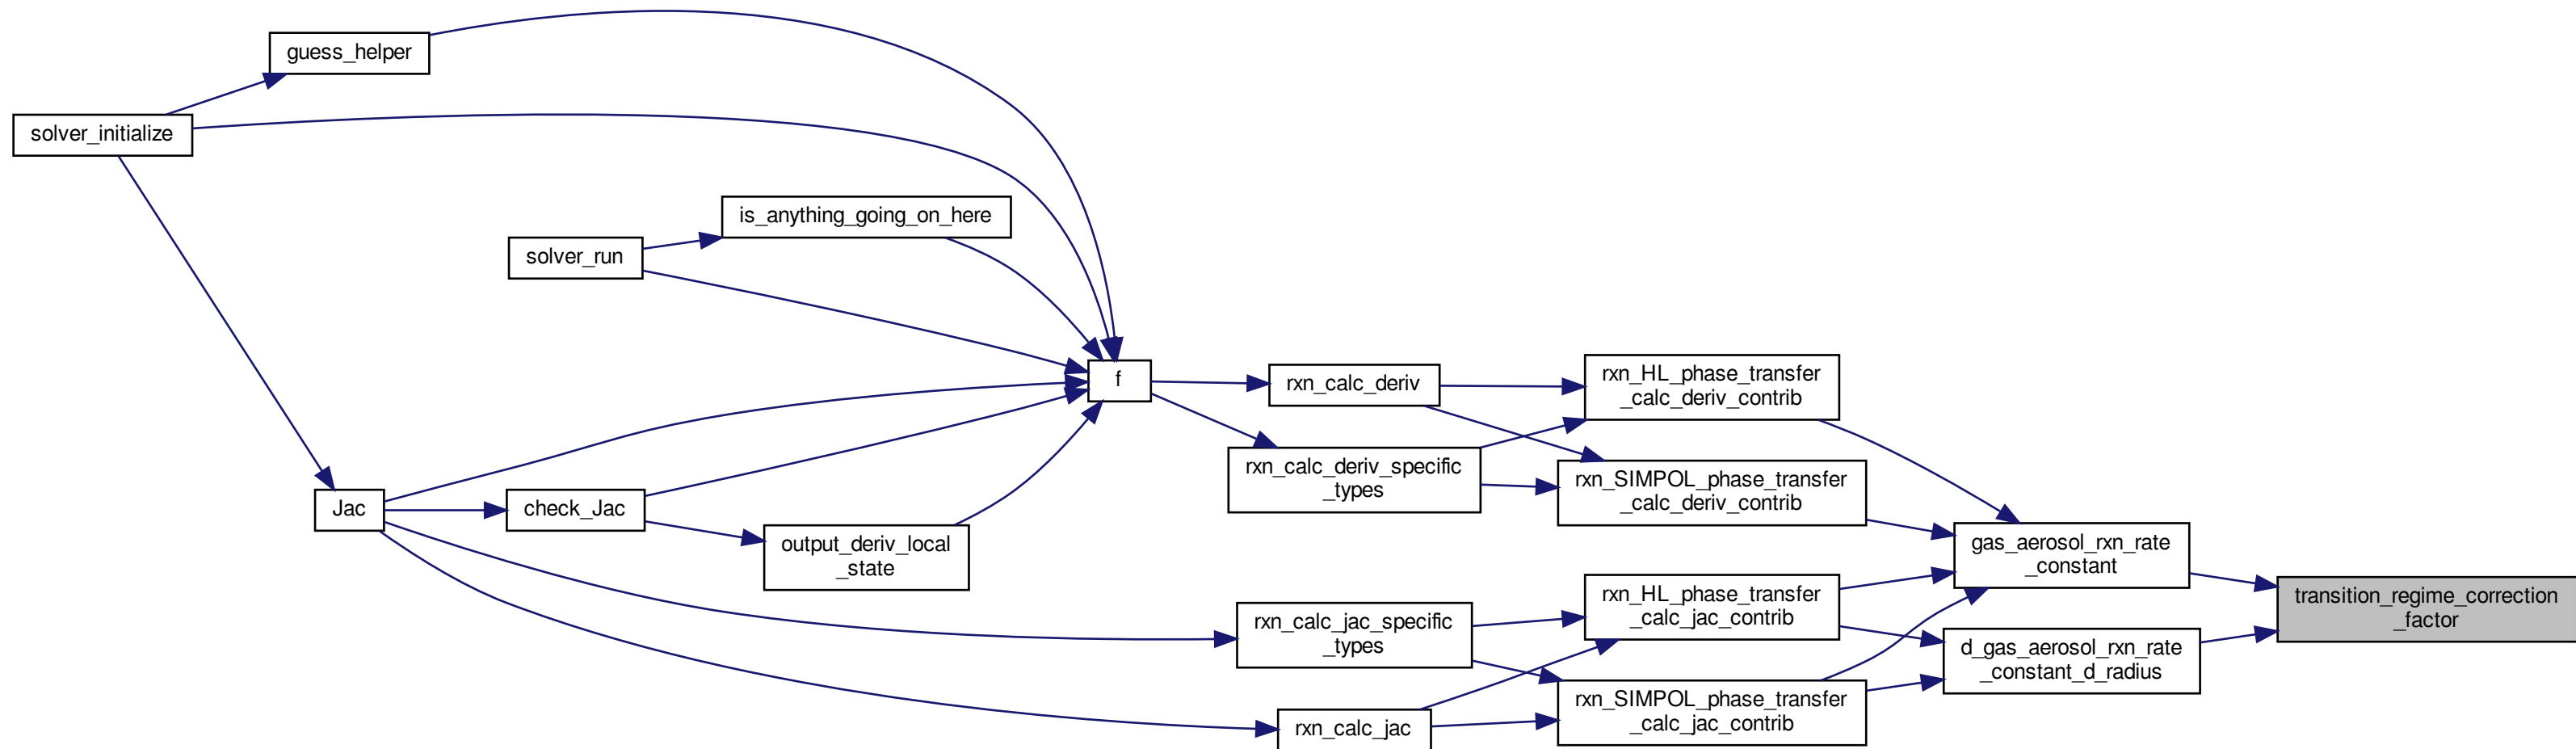 guess_helper
solver_initialize
is_anything_going_on_here
solver_run
f
rxn_calc_deriv
rxn_HL_phase_transfer
_calc_deriv_contrib
rxn_calc_deriv_specific
_types
rxn_SIMPOL_phase_transfer
_calc_deriv_contrib
Jac
check_Jac
output_deriv_local
_state
gas_aerosol_rxn_rate
_constant
transition_regime_correction
_factor
rxn_HL_phase_transfer
_calc_jac_contrib
rxn_calc_jac_specific
_types
d_gas_aerosol_rxn_rate
_constant_d_radius
rxn_SIMPOL_phase_transfer
_calc_jac_contrib
rxn_calc_jac